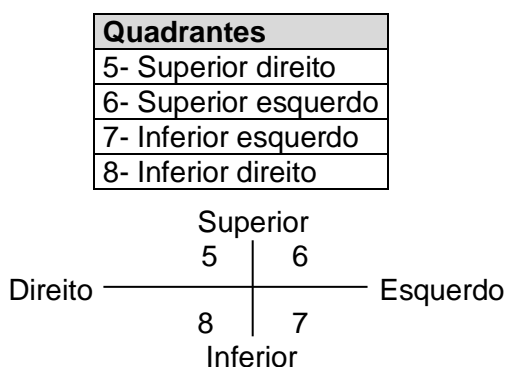 Quadrantes
5- Superior direito
6- Superior esquerdo
7- Inferior esquerdo
8- Inferior direito
Superior
5 6
Direito Esquerdo
8 7
Inferior